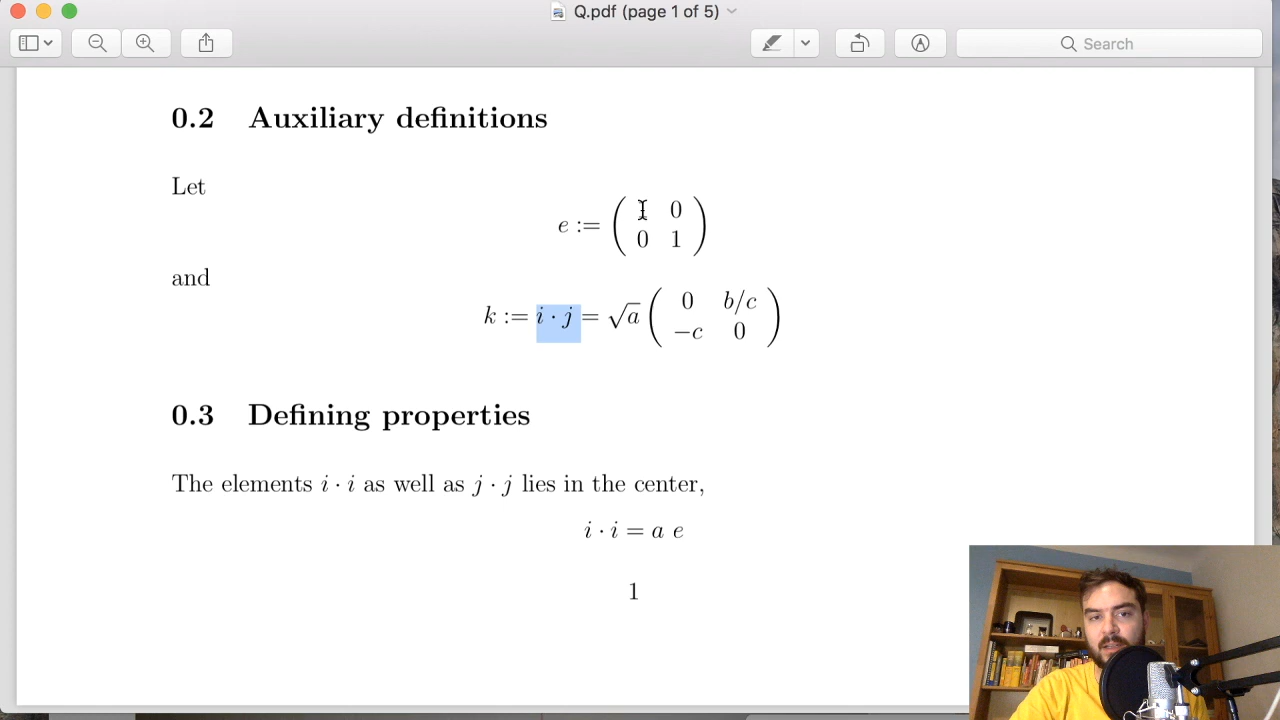 Q.pdf (page 1 of 5)
Search
0.2 Auxiliary definitions
Let
e := ( 0
0 1 )
and
k := i · j = √a ( 0 b/c
−c 0 )
0.3 Defining properties
The elements i · i as well as j · j lies in the center,
i · i = a e
1